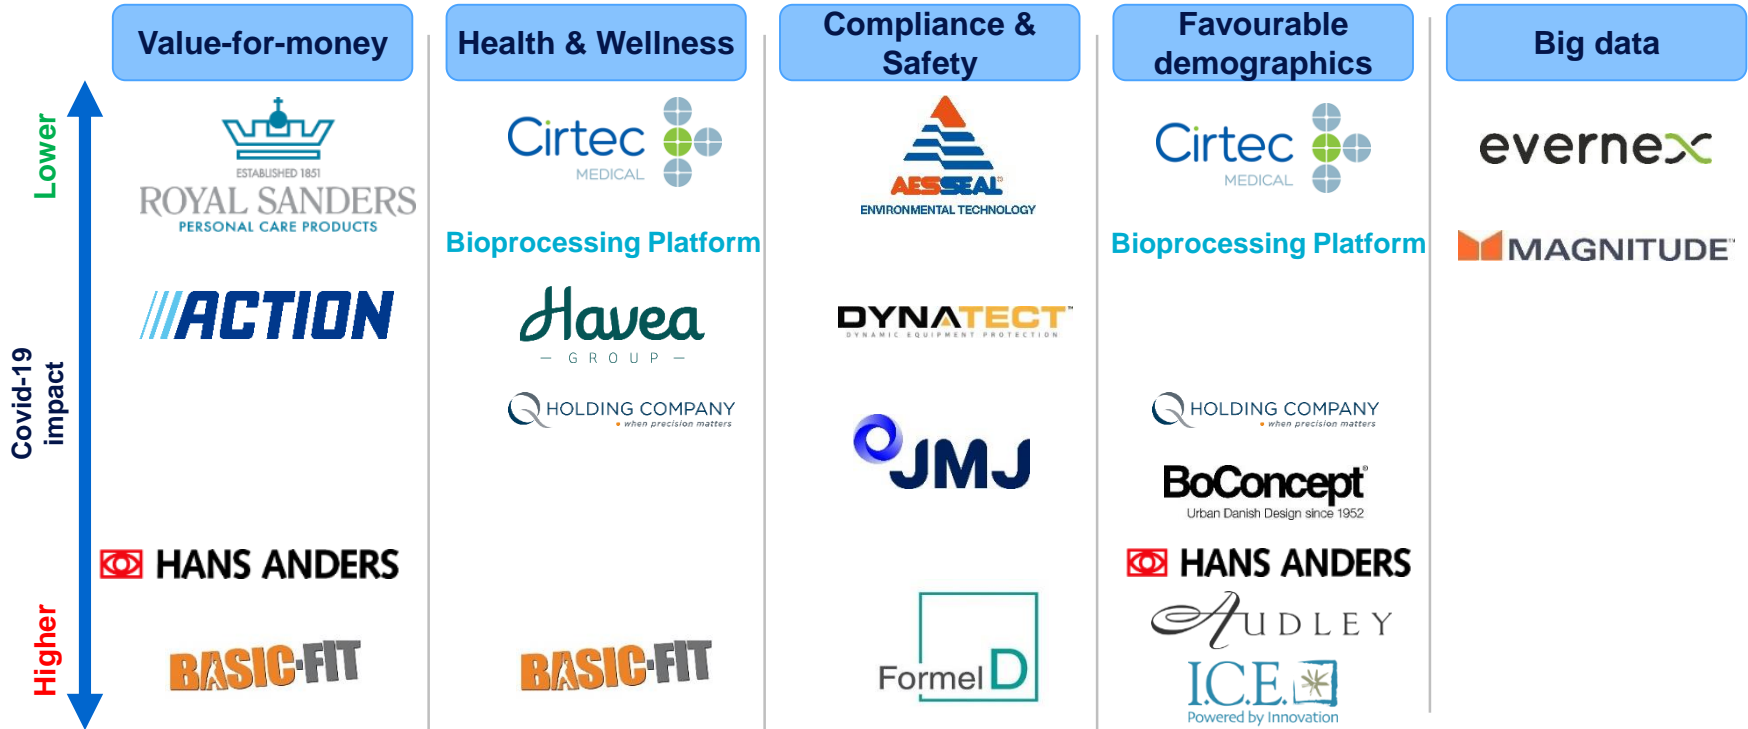 Value-for-money
Health & Wellness
Compliance &
Safety
Favourable
demographics
Big data
Lower
Covid-19
impact
Higher
ESTABLISHED 1851
ROYAL SANDERS
PERSONAL CARE PRODUCTS
ACTION
HANS ANDERS
BASIC-FIT
Cirtec
MEDICAL
Bioprocessing Platform
Havea
GROUP
Q HOLDING COMPANY
when precision matters
BASIC-FIT
AESSEAL
ENVIRONMENTAL TECHNOLOGY
DYNATECT™
DYNAMIC EQUIPMENT PROTECTION
JMJ
Formel D
Cirtec
MEDICAL
Bioprocessing Platform
Q HOLDING COMPANY
when precision matters
BoConcept®
Urban Danish Design since 1952
HANS ANDERS
AUDLEY
I.C.E.
Powered by Innovation
evernex
MAGNITUDE™